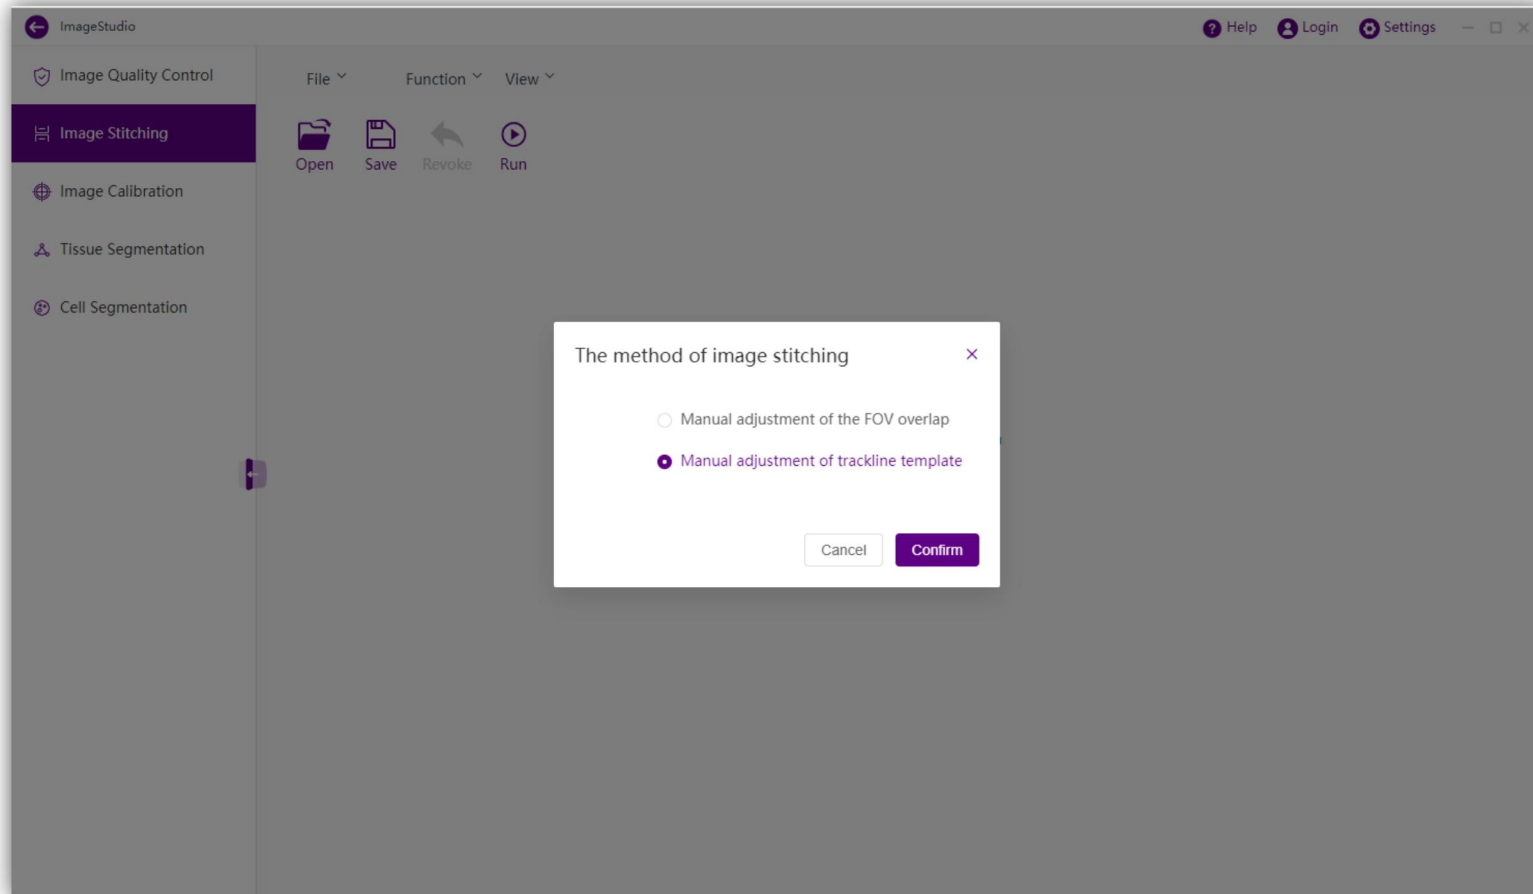 ImageStudio
Help Login Settings
Image Quality Control
File Function View
Image Stitching
Open Save Revoke Run
Image Calibration
Tissue Segmentation
Cell Segmentation
The method of image stitching
Manual adjustment of the FOV overlap
Manual adjustment of trackline template
Cancel Confirm